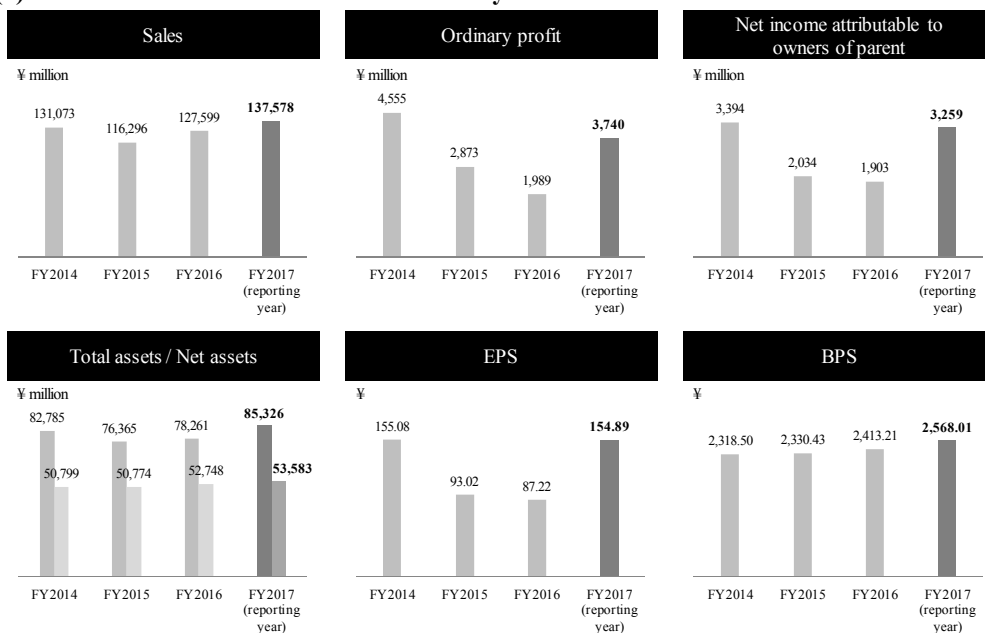 Sales
¥ million
131,073
116,296
127,599
137,578
FY2014
FY2015
FY2016
FY2017
(reporting
year)
Ordinary profit
¥ million
4,555
2,873
1,989
3,740
FY2014
FY2015
FY2016
FY2017
(reporting
year)
Net income attributable to
owners of parent
¥ million
3,394
2,034
1,903
3,259
FY2014
FY2015
FY2016
FY2017
(reporting
year)
Total assets / Net assets
¥ million
82,785
50,799
76,365
50,774
78,261
52,748
85,326
53,583
FY2014
FY2015
FY2016
FY2017
(reporting
year)
EPS
¥
155.08
93.02
87.22
154.89
FY2014
FY2015
FY2016
FY2017
(reporting
year)
BPS
¥
2,318.50
2,330.43
2,413.21
2,568.01
FY2014
FY2015
FY2016
FY2017
(reporting
year)